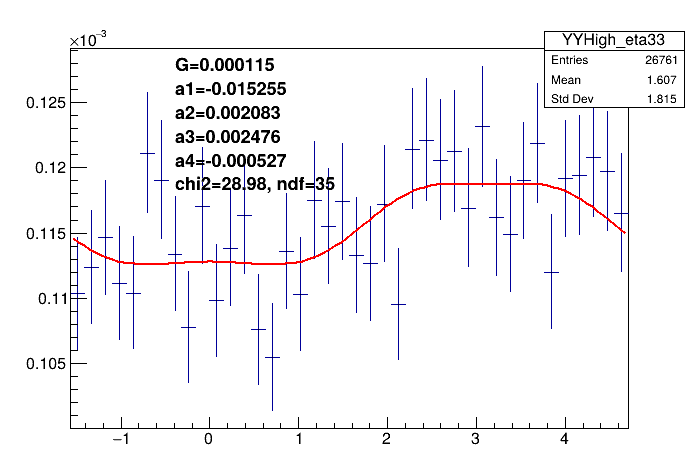 ×10⁻³
YYHigh_eta33
Entries 26761
Mean 1.607
Std Dev 1.815
G=0.000115
a1=-0.015255
a2=0.002083
a3=0.002476
a4=-0.000527
chi2=28.98, ndf=35
0.125
0.12
0.115
0.11
0.105
−1 0 1 2 3 4